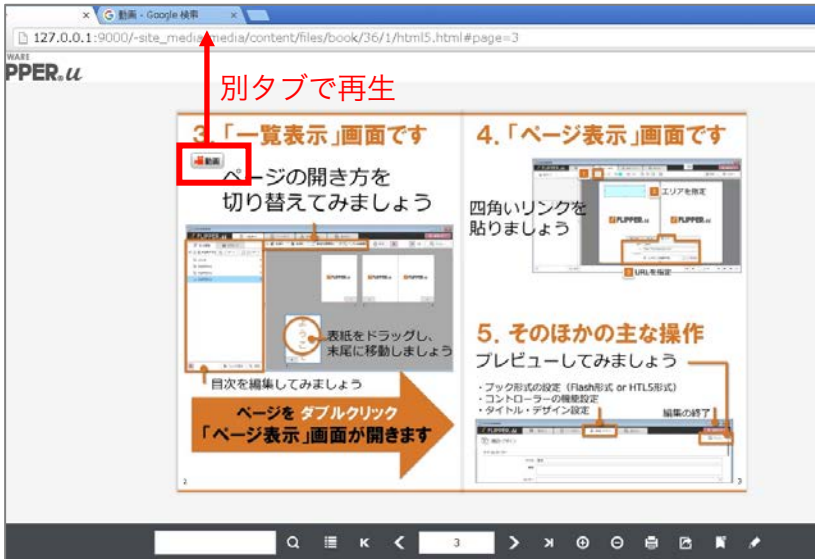 動画 - Google 検索
127.0.0.1:9000/-site_media/media/content/files/book/36/1/html5.html#page=3
WARE
PPER.u
別タブで再生
3.「一覧表示」画面です
動画
ページの開き方を
切り替えてみましょう
表紙をドラッグし、
末尾に移動しましょう
目次を編集してみましょう
ページを ダブルクリック
「ページ表示」画面が開きます
2
4.「ページ表示」画面です
四角いリンクを
貼りましょう
1
2 エリアを指定
FLIPPER.u
FLIPPER.u
3 URLを指定
5. そのほかの主な操作
プレビューしてみましょう
・ブック形式の設定（Flash形式 or HTL5形式）
・コントローラーの機能設定
・タイトル・デザイン設定
編集の終了
3
3